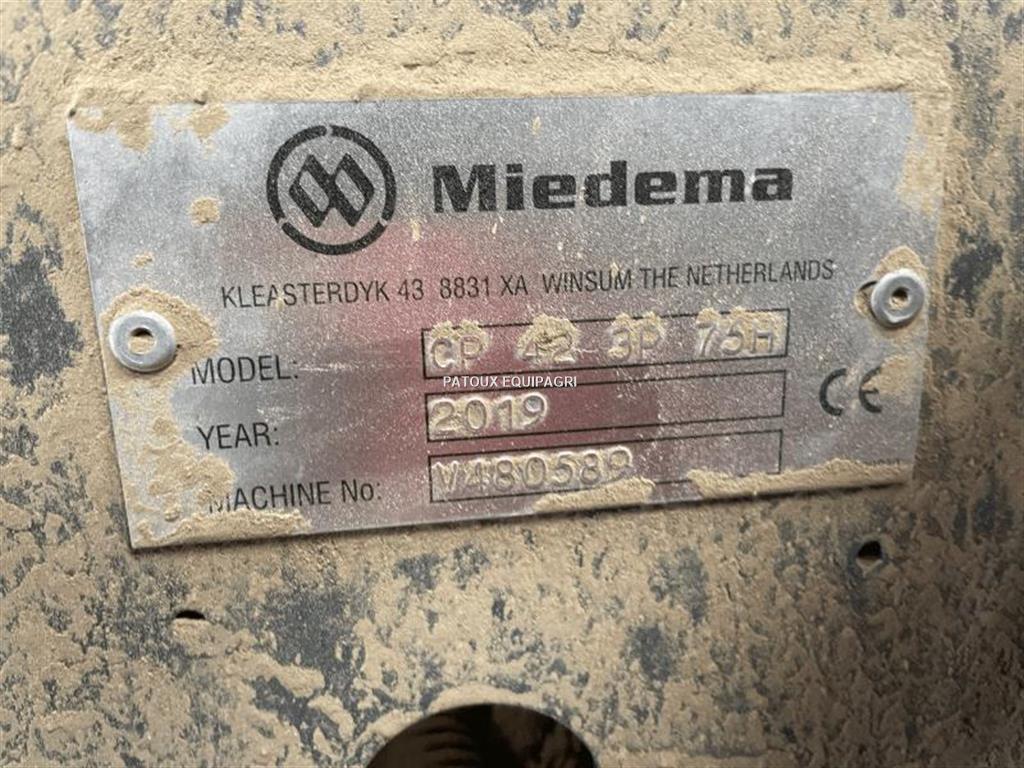 Miedema
KLEASTERDYK 43 8831 XA WINSUM THE NETHERLANDS
MODEL: CP 42 3P 75H
PATOUX EQUIPAGRI
YEAR: 2019
CE
MACHINE No: V480589